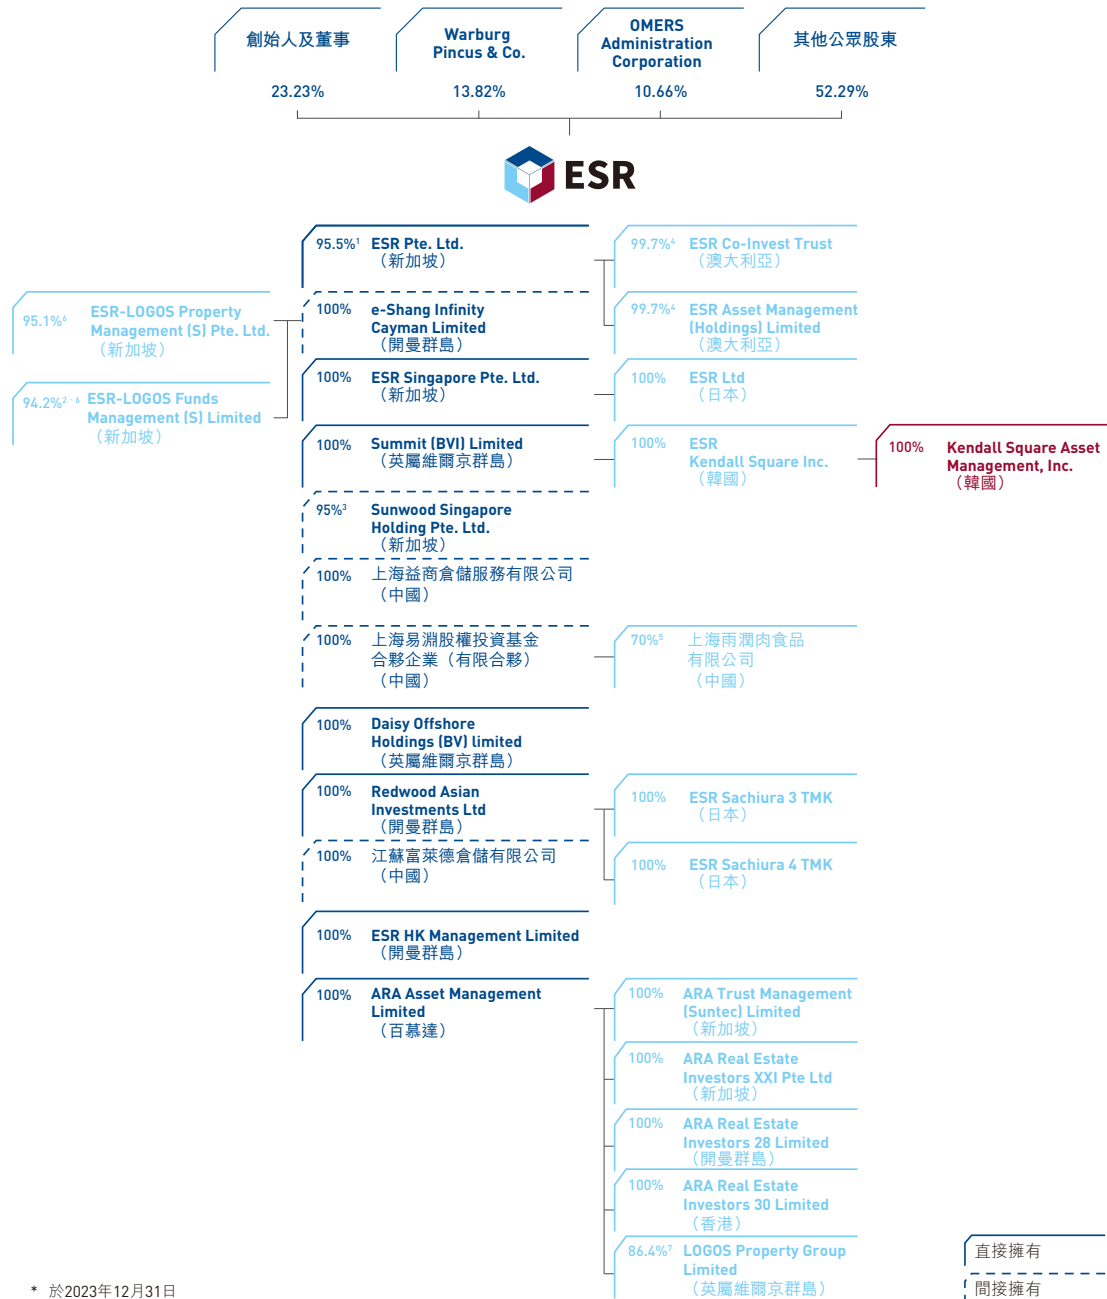 創始人及董事
Warburg
Pincus & Co.
OMERS
Administration
Corporation
其他公眾股東
23.23%
13.82%
10.66%
52.29%
ESR
95.5%¹ ESR Pte. Ltd.
（新加坡）
99.7%⁴ ESR Co-Invest Trust
（澳大利亞）
95.1%⁶ ESR-LOGOS Property
Management (S) Pte. Ltd.
（新加坡）
100% e-Shang Infinity
Cayman Limited
（開曼群島）
99.7%⁴ ESR Asset Management
(Holdings) Limited
（澳大利亞）
94.2%²、⁶ ESR-LOGOS Funds
Management (S) Limited
（新加坡）
100% ESR Singapore Pte. Ltd.
（新加坡）
100% ESR Ltd
（日本）
100% Summit (BVI) Limited
（英屬維爾京群島）
100% ESR
Kendall Square Inc.
（韓國）
100% Kendall Square Asset
Management, Inc.
（韓國）
95%³ Sunwood Singapore
Holding Pte. Ltd.
（新加坡）
100% 上海益商倉儲服務有限公司
（中國）
100% 上海易淵股權投資基金
合夥企業（有限合夥）
（中國）
70%⁵ 上海雨潤肉食品
有限公司
（中國）
100% Daisy Offshore
Holdings (BV) limited
（英屬維爾京群島）
100% Redwood Asian
Investments Ltd
（開曼群島）
100% ESR Sachiura 3 TMK
（日本）
100% 江蘇富萊德倉儲有限公司
（中國）
100% ESR Sachiura 4 TMK
（日本）
100% ESR HK Management Limited
（開曼群島）
100% ARA Asset Management
Limited
（百慕達）
100% ARA Trust Management
(Suntec) Limited
（新加坡）
100% ARA Real Estate
Investors XXI Pte Ltd
（新加坡）
100% ARA Real Estate
Investors 28 Limited
（開曼群島）
100% ARA Real Estate
Investors 30 Limited
（香港）
86.4%⁷ LOGOS Property Group
Limited
（英屬維爾京群島）
直接擁有
間接擁有
* 於2023年12月31日